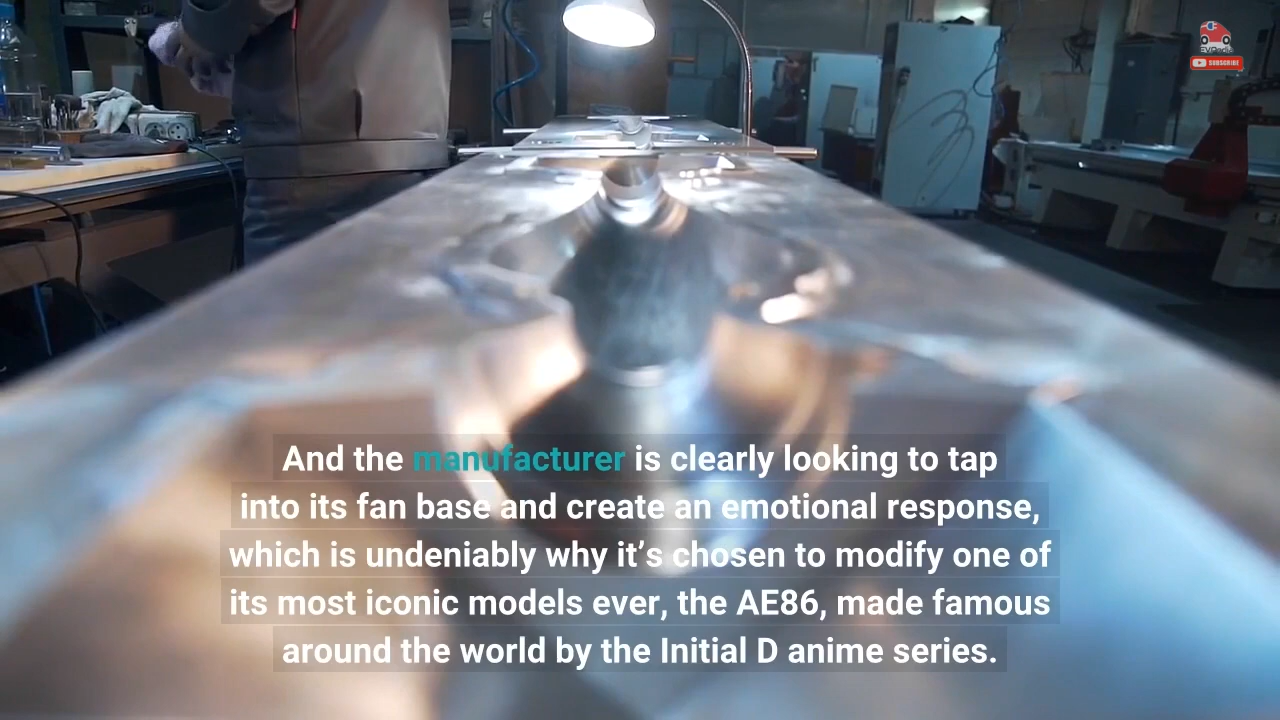 EVPedia
SUBSCRIBE
And the manufacturer is clearly looking to tap
into its fan base and create an emotional response,
which is undeniably why it’s chosen to modify one of
its most iconic models ever, the AE86, made famous
around the world by the Initial D anime series.